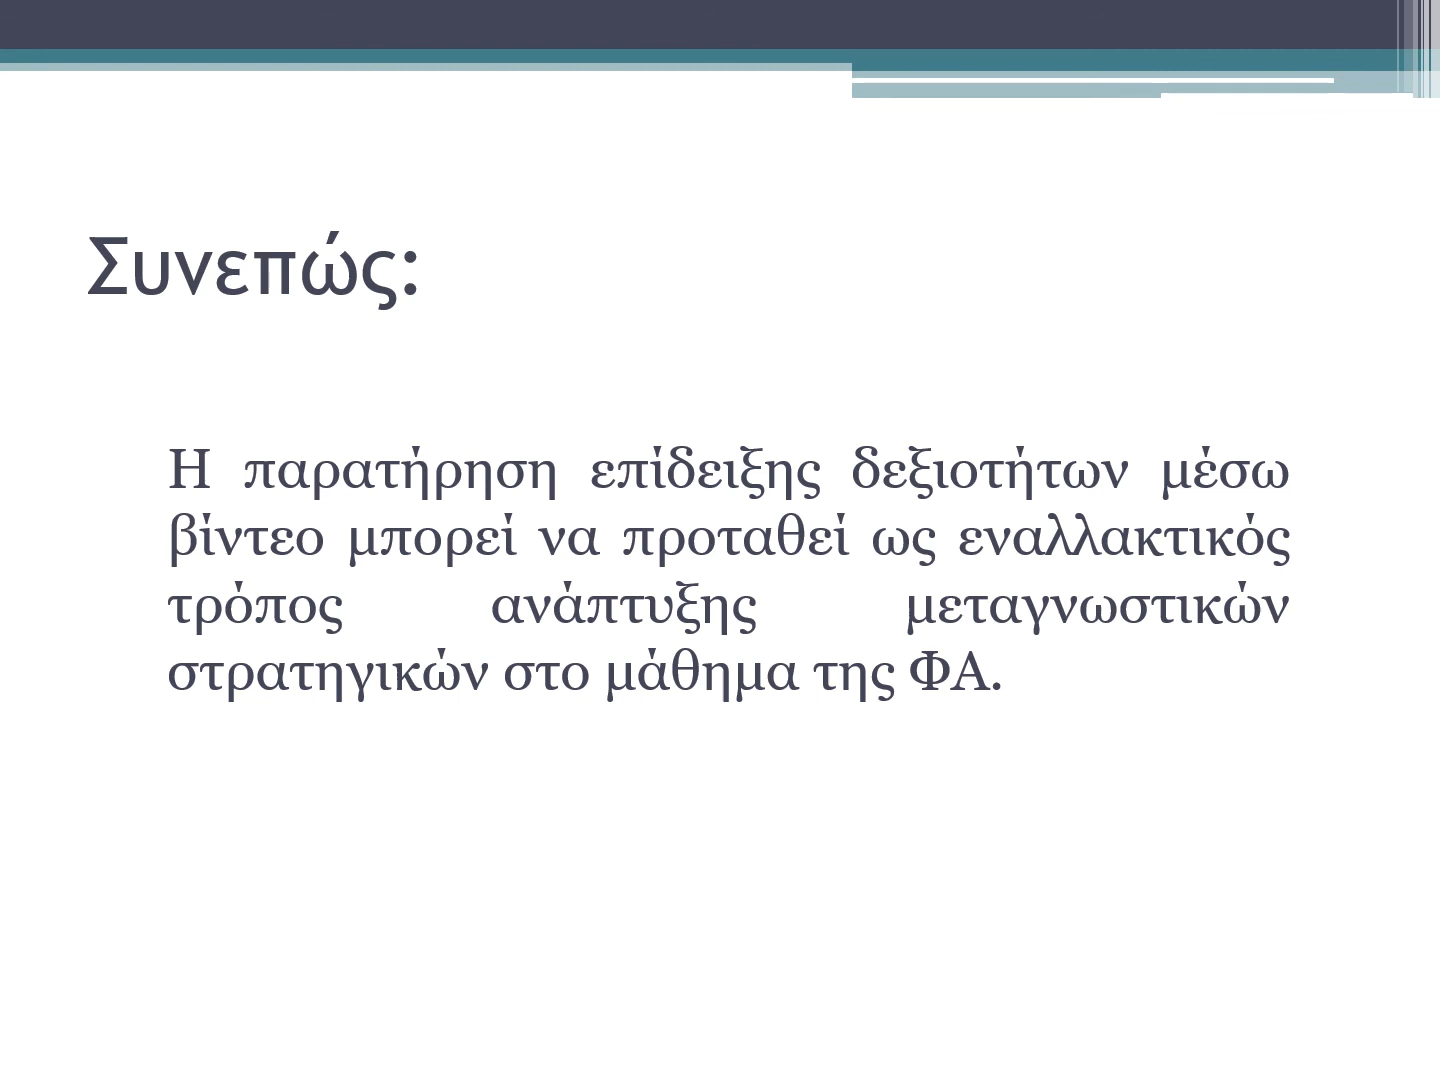 Συνεπώς:
Η παρατήρηση επίδειξης δεξιοτήτων μέσω
βίντεο μπορεί να προταθεί ως εναλλακτικός
τρόπος ανάπτυξης μεταγνωστικών
στρατηγικών στο μάθημα της ΦΑ.